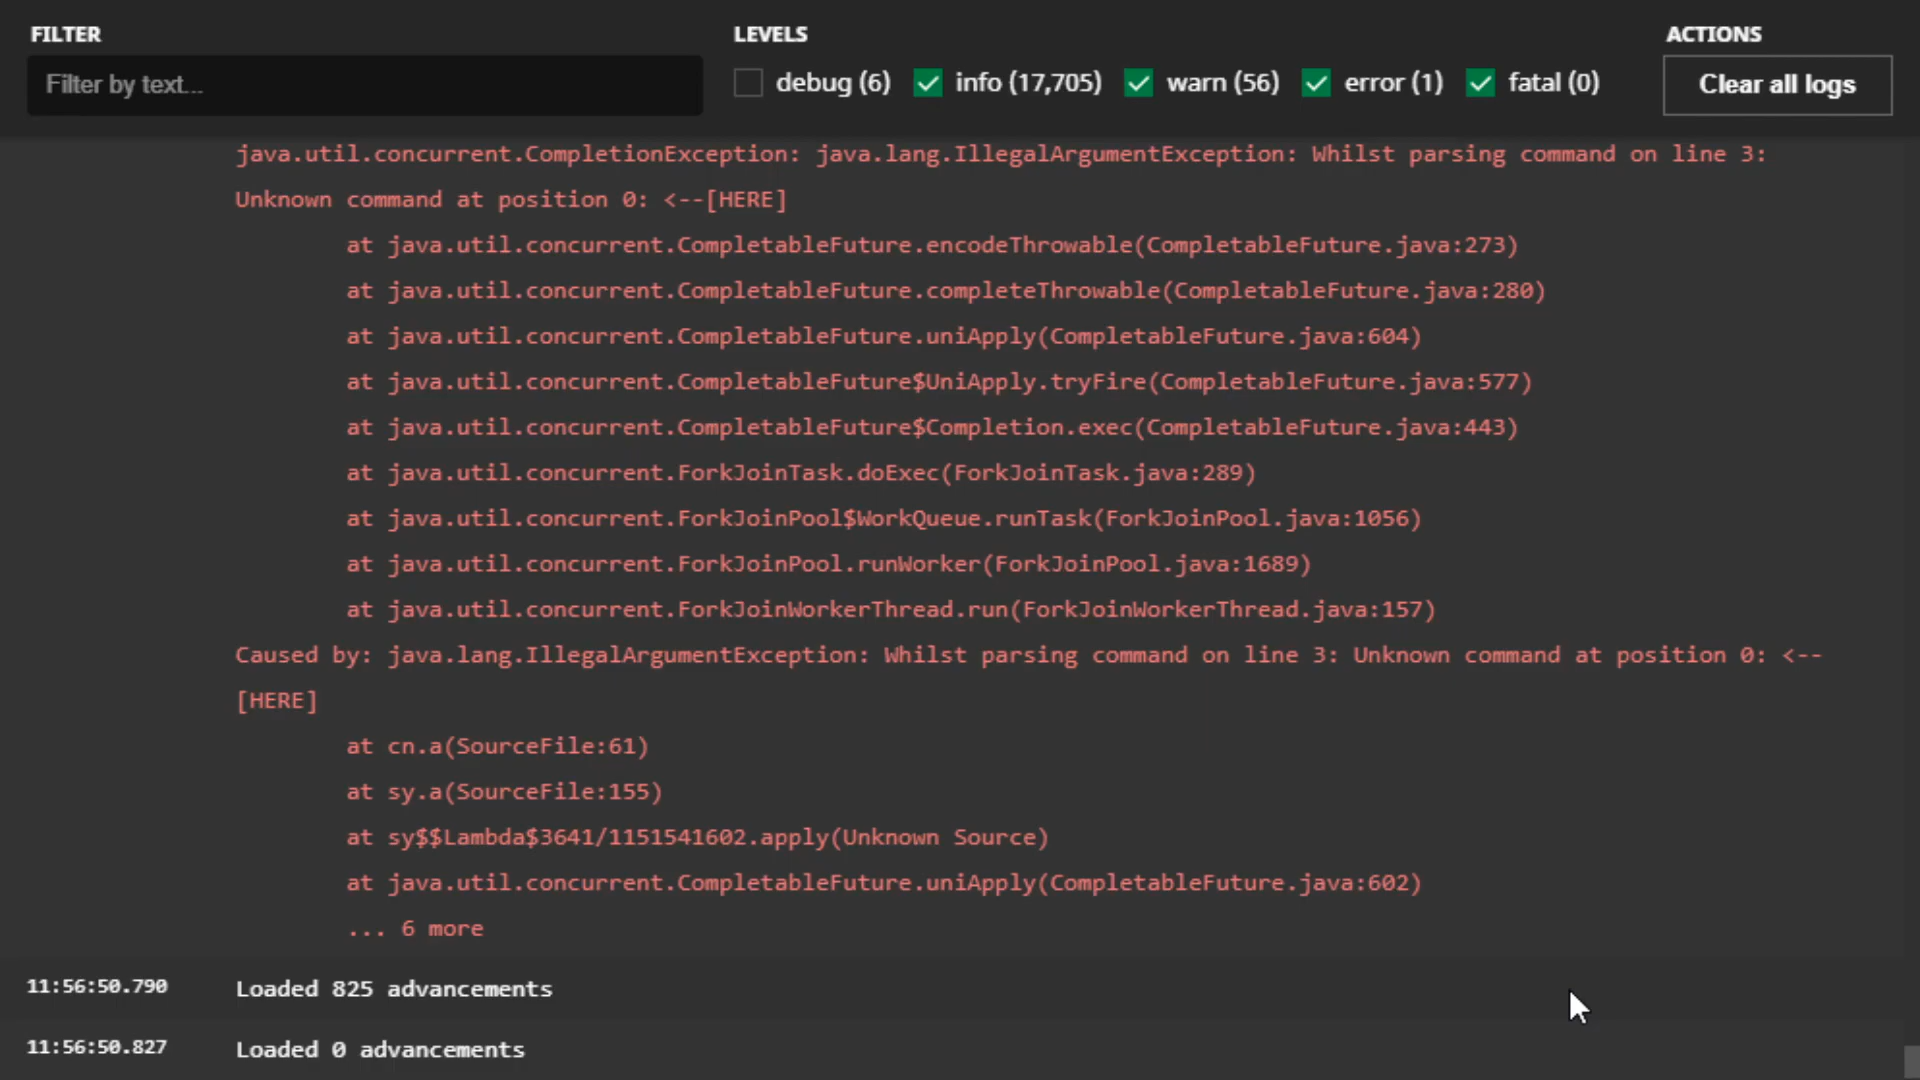 FILTER
LEVELS
ACTIONS
Filter by text...
debug (6)
info (17,705)
warn (56)
error (1)
fatal (0)
Clear all logs
java.util.concurrent.CompletionException: java.lang.IllegalArgumentException: Whilst parsing command on line 3:
Unknown command at position 0: <--[HERE]
at java.util.concurrent.CompletableFuture.encodeThrowable(CompletableFuture.java:273)
at java.util.concurrent.CompletableFuture.completeThrowable(CompletableFuture.java:280)
at java.util.concurrent.CompletableFuture.uniApply(CompletableFuture.java:604)
at java.util.concurrent.CompletableFuture$UniApply.tryFire(CompletableFuture.java:577)
at java.util.concurrent.CompletableFuture$Completion.exec(CompletableFuture.java:443)
at java.util.concurrent.ForkJoinTask.doExec(ForkJoinTask.java:289)
at java.util.concurrent.ForkJoinPool$WorkQueue.runTask(ForkJoinPool.java:1056)
at java.util.concurrent.ForkJoinPool.runWorker(ForkJoinPool.java:1689)
at java.util.concurrent.ForkJoinWorkerThread.run(ForkJoinWorkerThread.java:157)
Caused by: java.lang.IllegalArgumentException: Whilst parsing command on line 3: Unknown command at position 0: <--
[HERE]
at cn.a(SourceFile:61)
at sy.a(SourceFile:155)
at sy$$Lambda$3641/1151541602.apply(Unknown Source)
at java.util.concurrent.CompletableFuture.uniApply(CompletableFuture.java:602)
... 6 more
11:56:50.790 Loaded 825 advancements
11:56:50.827 Loaded 0 advancements